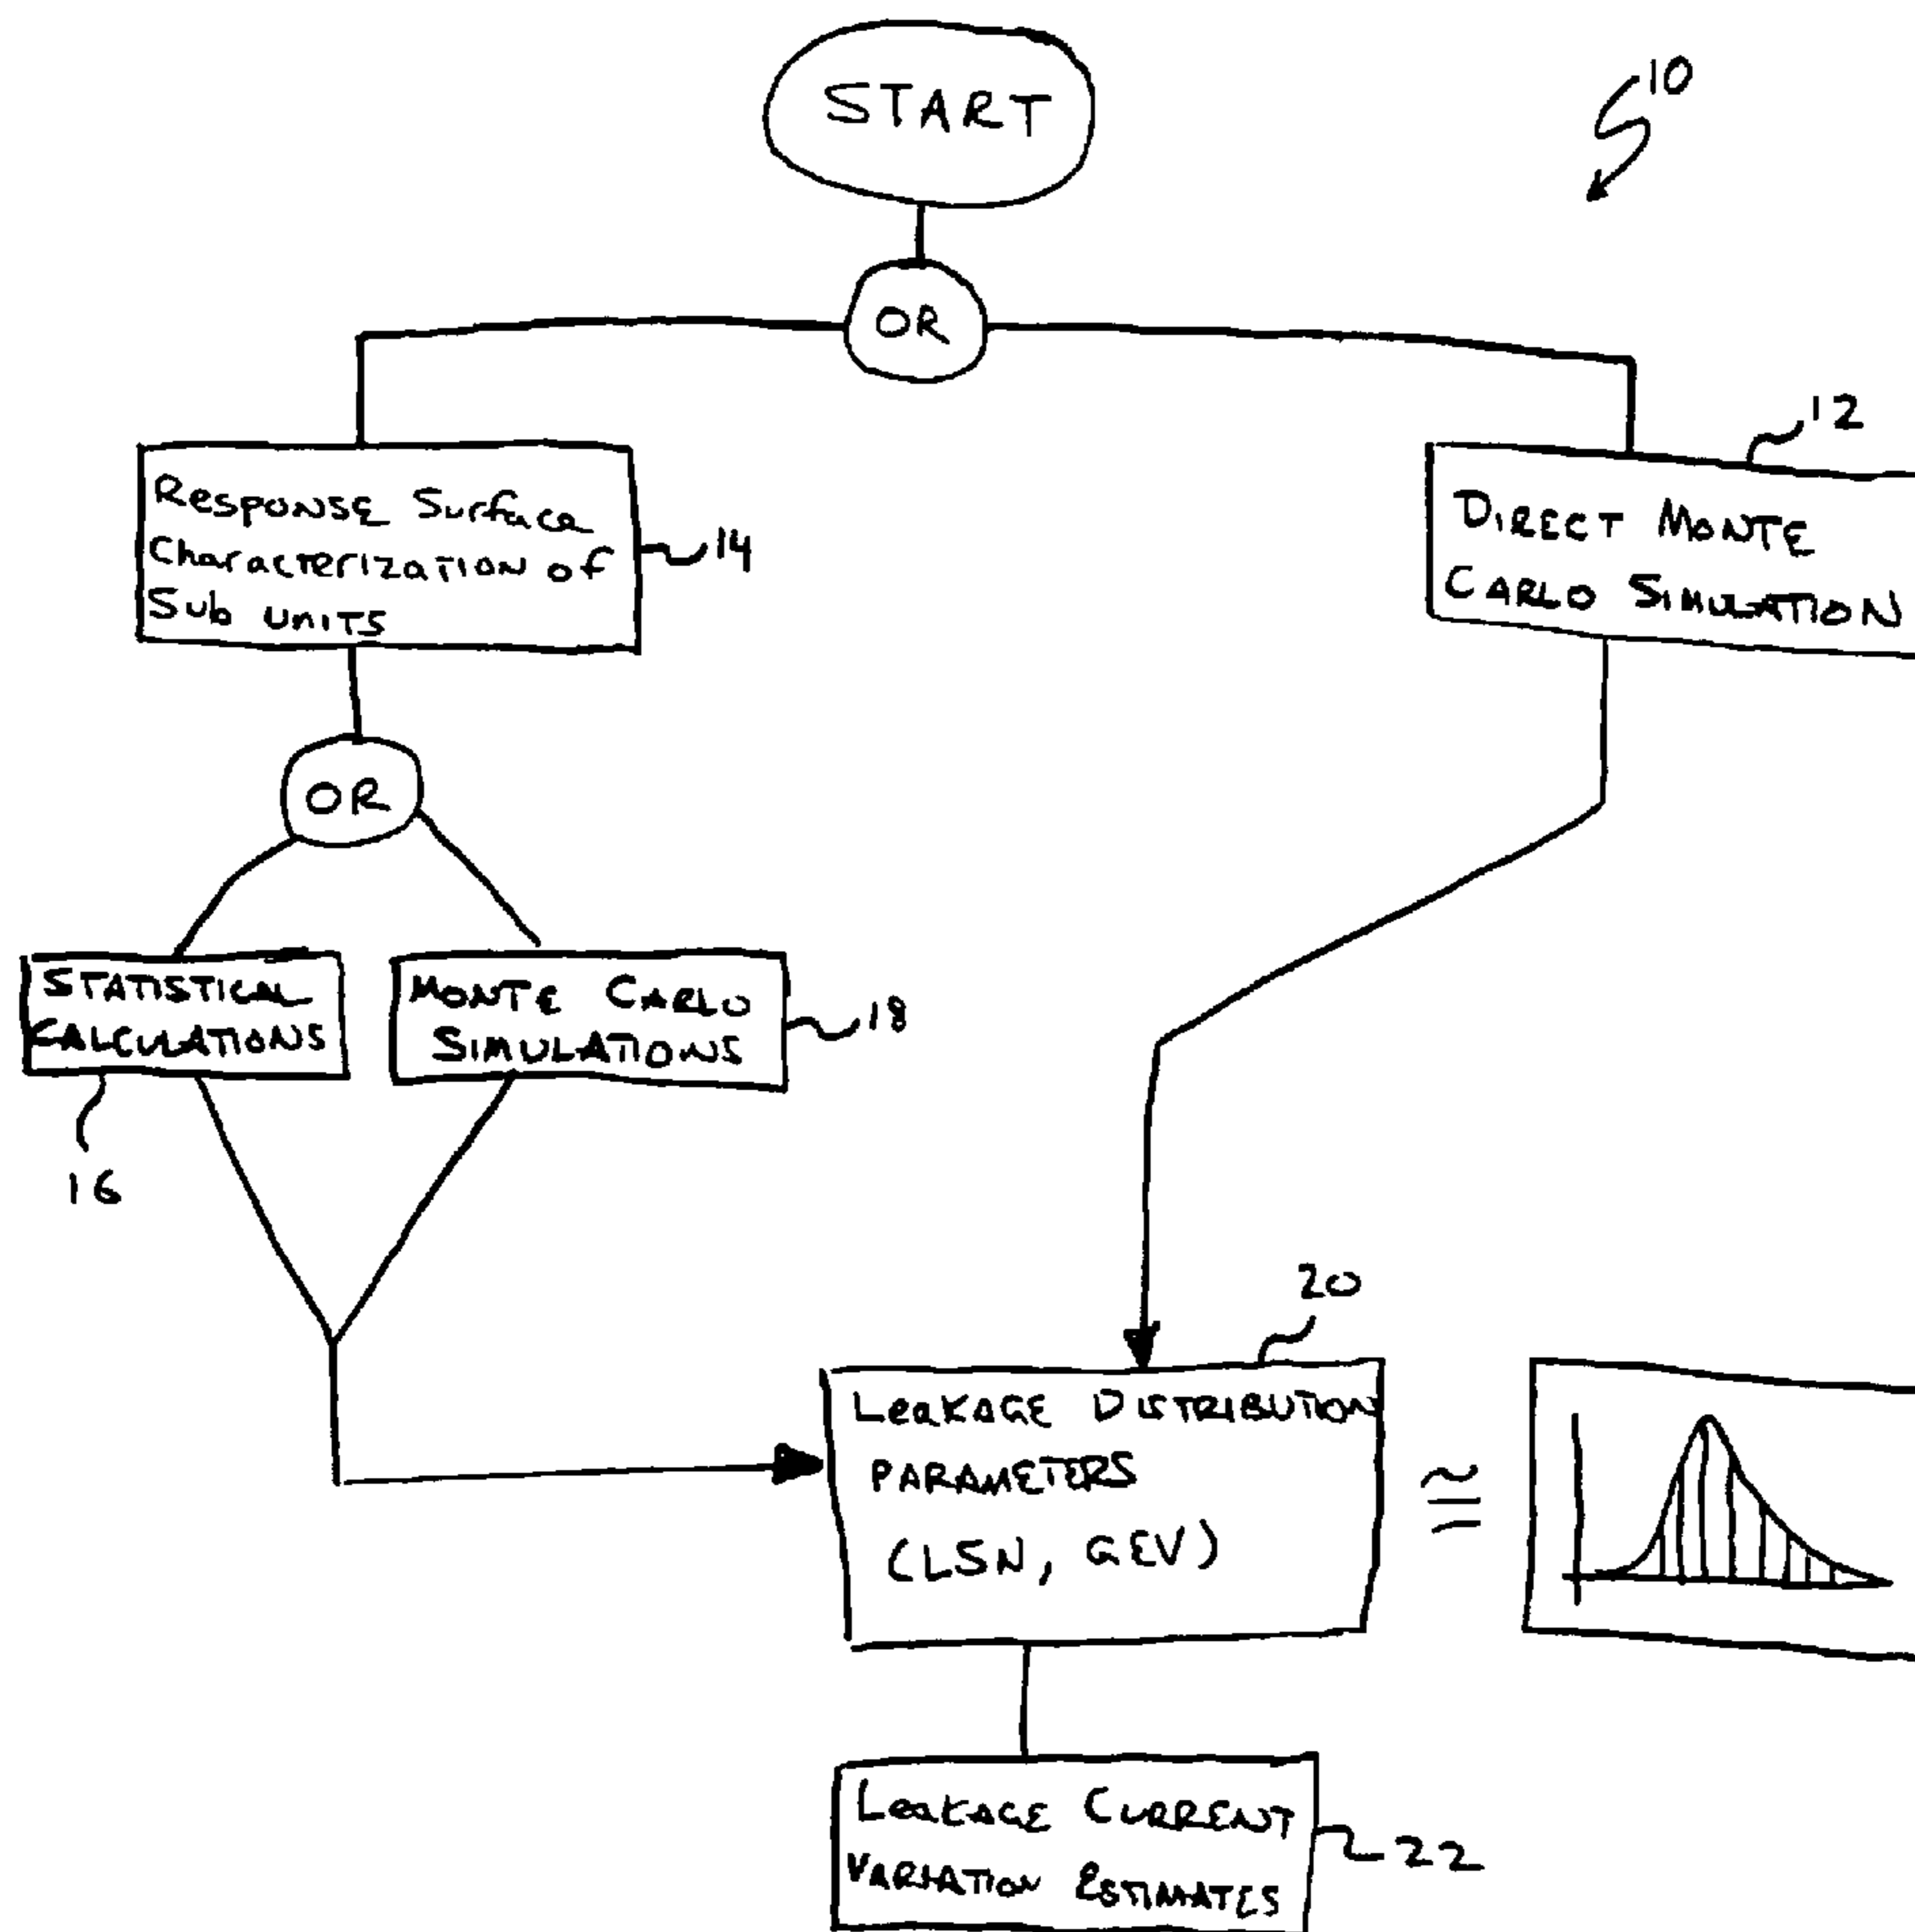 START
10
OR
12
Response Surface
Characterization of
Sub units
14
DIRECT MONTE
CARLO SIMULATION
OR
STATISTICAL
CALCULATIONS
MONTE CARLO
SIMULATIONS
18
16
20
LEAKAGE DISTRIBUTION
PARAMETERS
(LSN, GEV)
≅
LEAKAGE CURRENT
VARIATION ESTIMATES
22